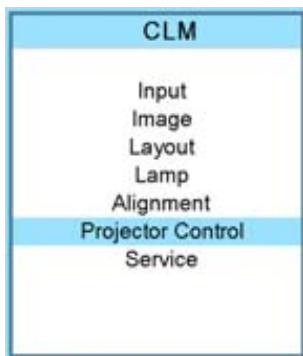 CLM
Input
Image
Layout
Lamp
Alignment
Projector Control
Service